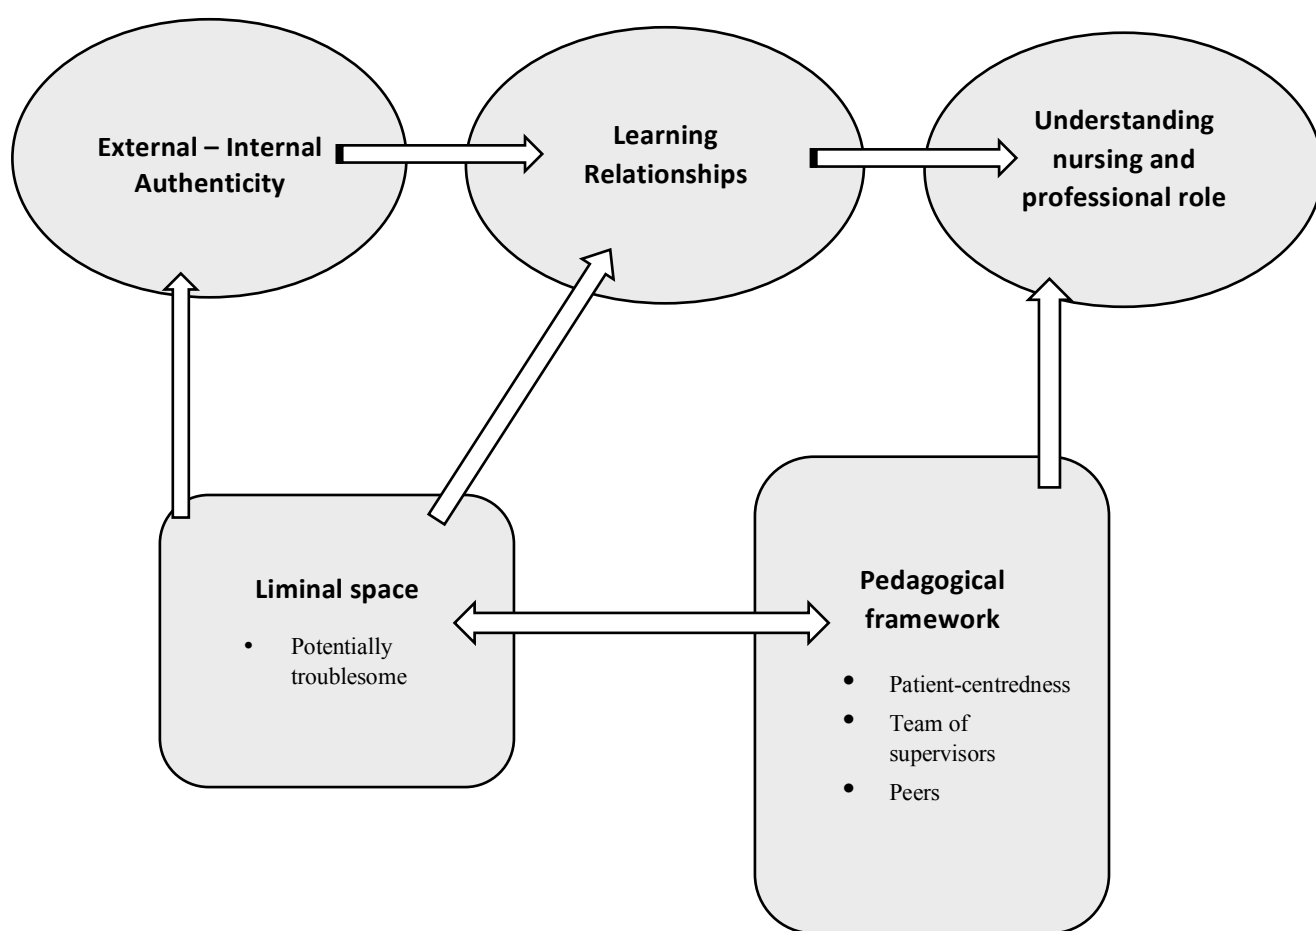 External – Internal
Authenticity
Learning
Relationships
Understanding
nursing and
professional role
Liminal space
• Potentially
troublesome
Pedagogical
framework
• Patient-centredness
• Team of
supervisors
• Peers